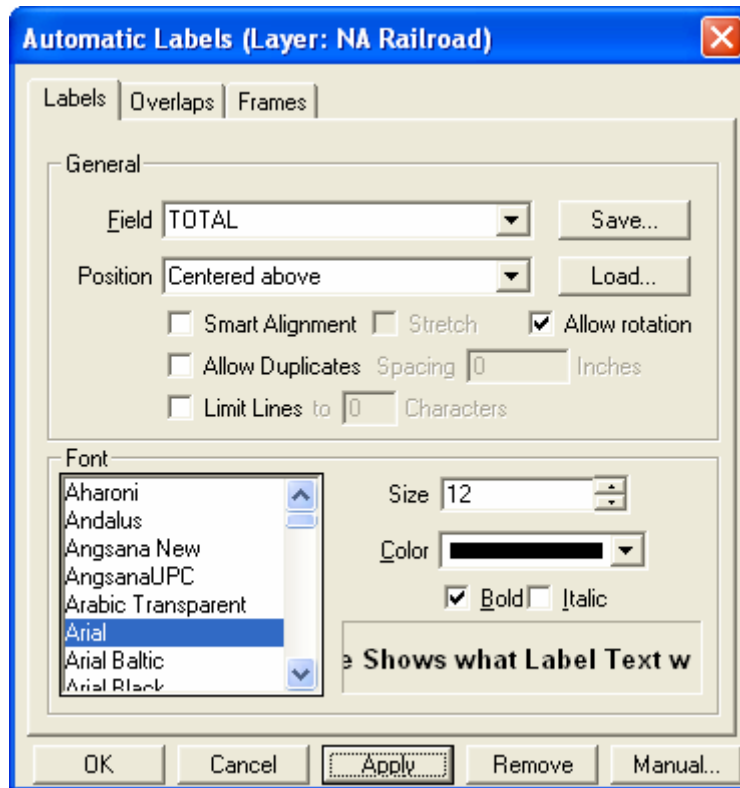 Automatic Labels (Layer: NA Railroad)
Labels Overlaps Frames
General
Field TOTAL Save...
Position Centered above Load...
Smart Alignment Stretch Allow rotation
Allow Duplicates Spacing 0 Inches
Limit Lines to 0 Characters
Font
Aharoni
Andalus
Angsana New
AngsanaUPC
Arabic Transparent
Arial
Arial Baltic
Arial Black
Size 12
Color
Bold Italic
e Shows what Label Text w
OK Cancel Apply Remove Manual...